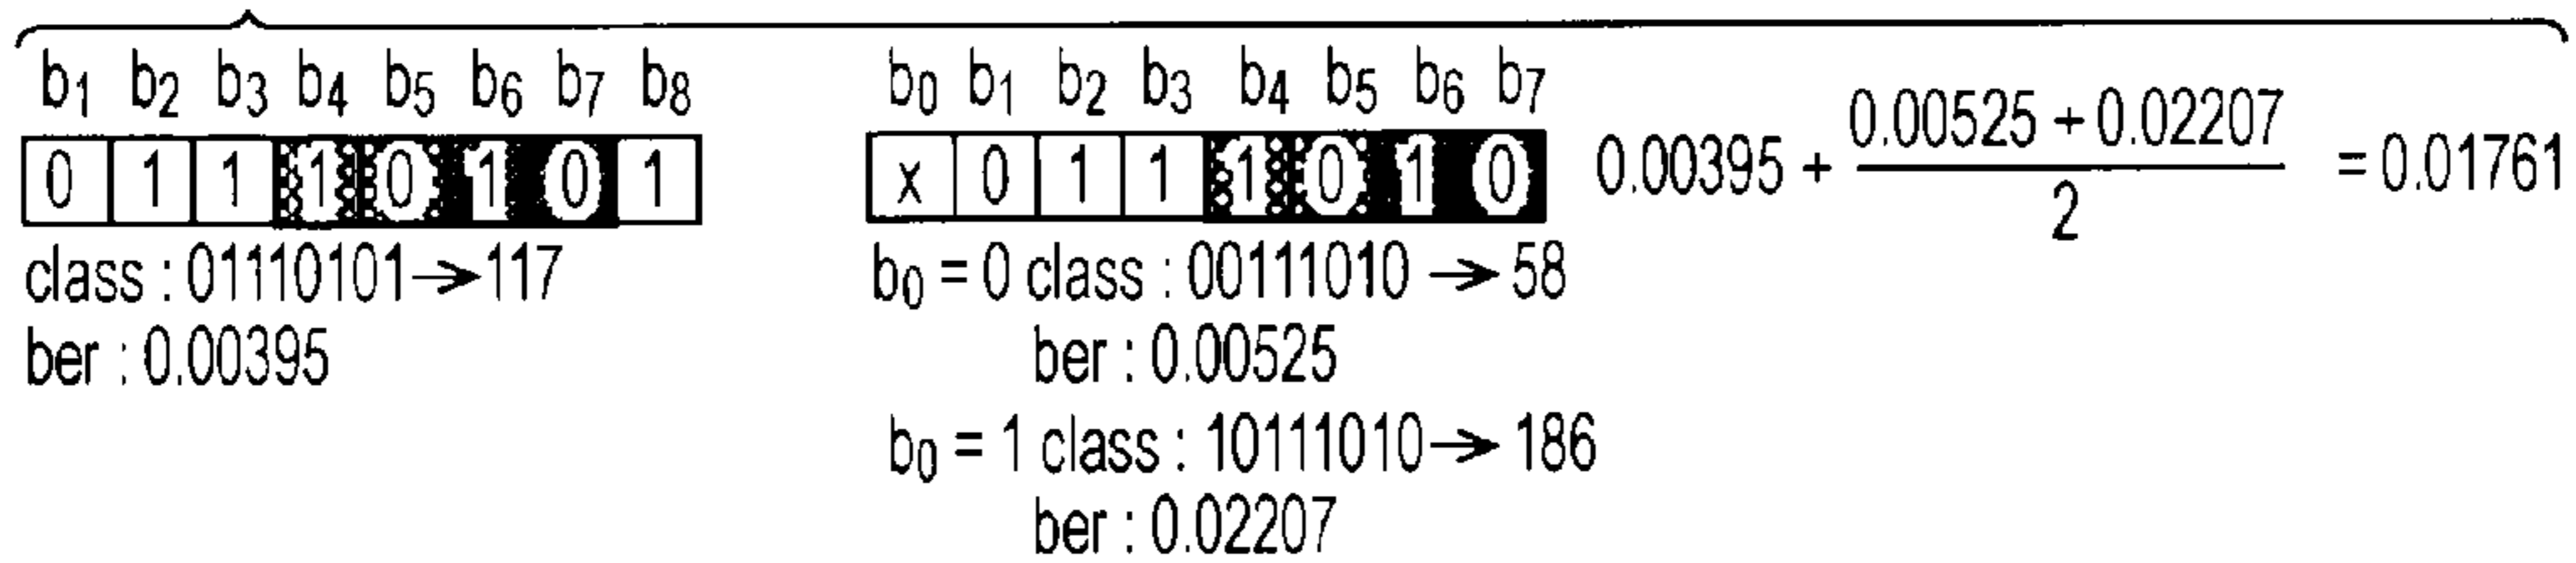 b1 b2 b3 b4 b5 b6 b7 b8
0 1 1 1 0 1 0 1
class : 01110101→117
ber : 0.00395
b0 b1 b2 b3 b4 b5 b6 b7
x 0 1 1 1 0 1 0
b0 = 0 class : 00111010 → 58
ber : 0.00525
b0 = 1 class : 10111010→ 186
ber : 0.02207
0.00395 + 0.00525 + 0.02207 / 2 = 0.01761